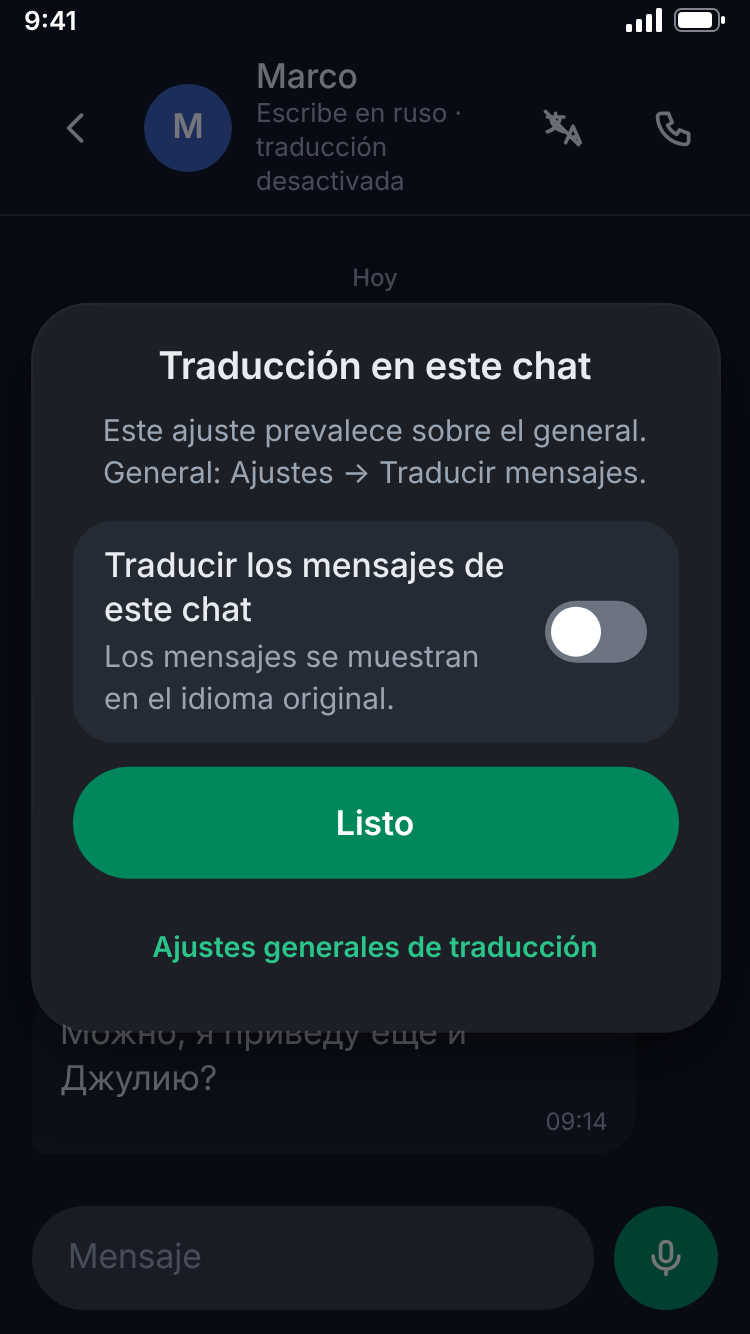 9:41
Marco
M
Escribe en ruso ·
traducción
desactivada
Hoy
Traducción en este chat
Este ajuste prevalece sobre el general.
General: Ajustes → Traducir mensajes.
Traducir los mensajes de
este chat
Los mensajes se muestran
en el idioma original.
Listo
Ajustes generales de traducción
Можно, я приведу еще и
Джулию?
09:14
Mensaje